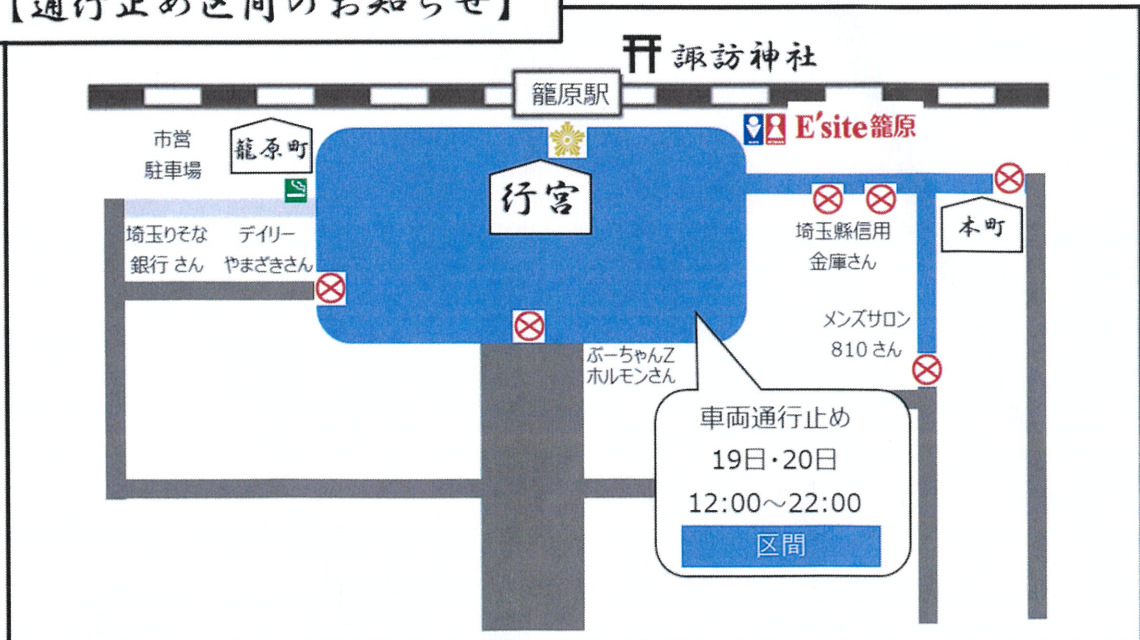 【通行止め区間のお知らせ】
諏訪神社
籠原駅
E'site籠原
市営
駐車場
籠原町
行宮
埼玉りそな
銀行 さん
デイリー
やまざきさん
埼玉縣信用
金庫さん
本町
メンズサロン
810 さん
ぶーちゃんZ
ホルモンさん
車両通行止め
19日・20日
12:00～22:00
区間